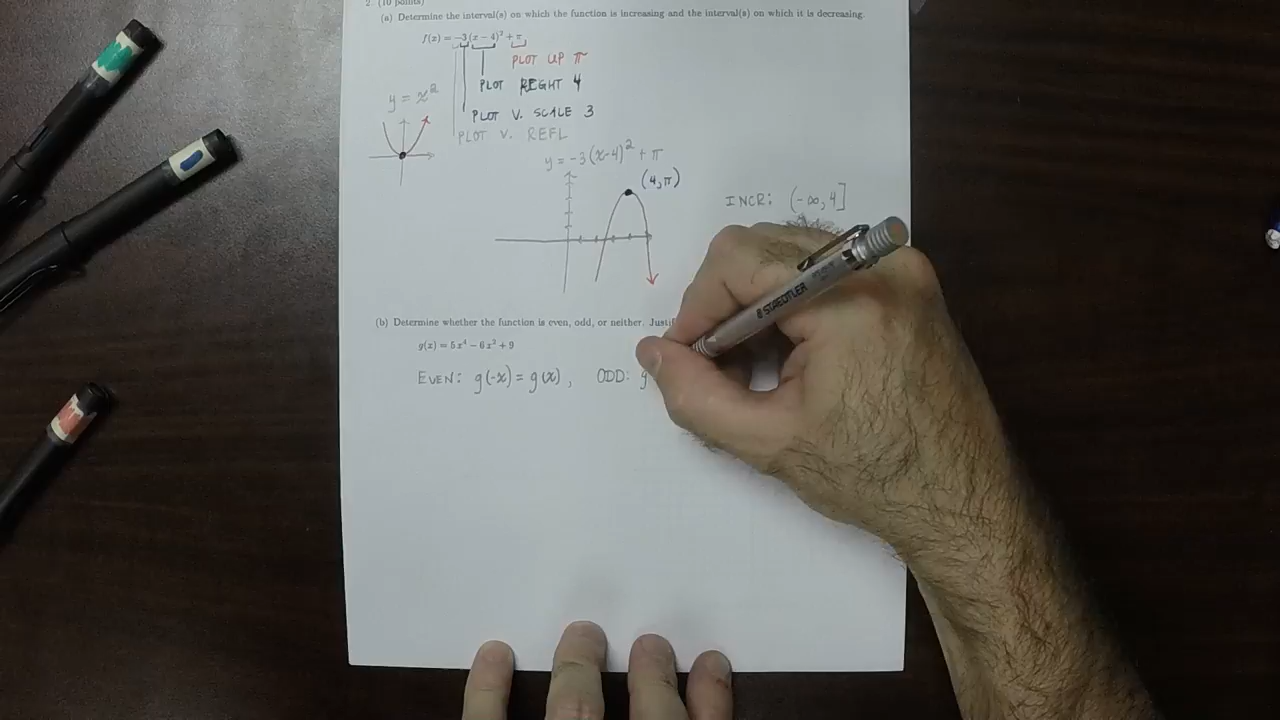 2. (10 points)
(a) Determine the interval(s) on which the function is increasing and the interval(s) on which it is decreasing.
f(x) = −3(x − 4)² + π
PLOT UP π
PLOT RIGHT 4
PLOT V. SCALE 3
PLOT V. REFL
y = x²
y = -3(x-4)² + π
(4,π)
INCR: (-∞,4]
(b) Determine whether the function is even, odd, or neither.
g(x) = 5x⁴ − 6x² + 9
EVEN: g(-x) = g(x), ODD: g
STAEDTLER